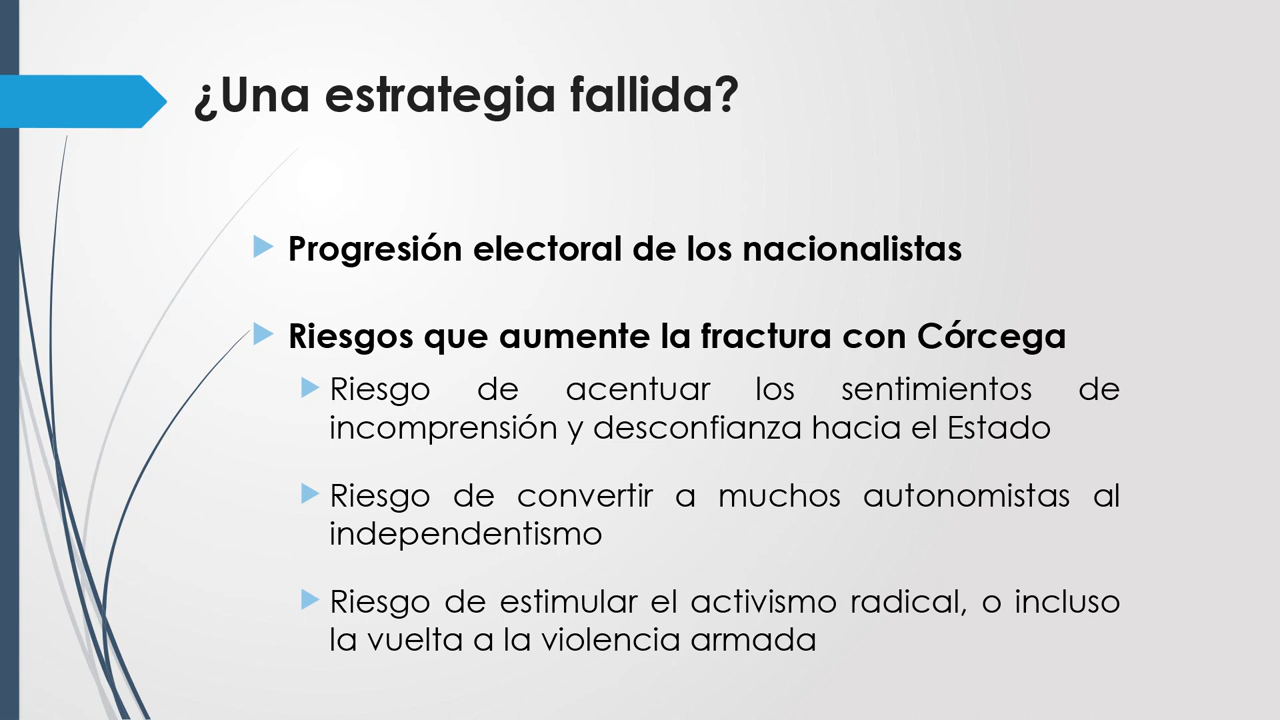 ¿Una estrategia fallida?
Progresión electoral de los nacionalistas
Riesgos que aumente la fractura con Córcega
Riesgo de acentuar los sentimientos de
incomprensión y desconfianza hacia el Estado
Riesgo de convertir a muchos autonomistas al
independentismo
Riesgo de estimular el activismo radical, o incluso
la vuelta a la violencia armada